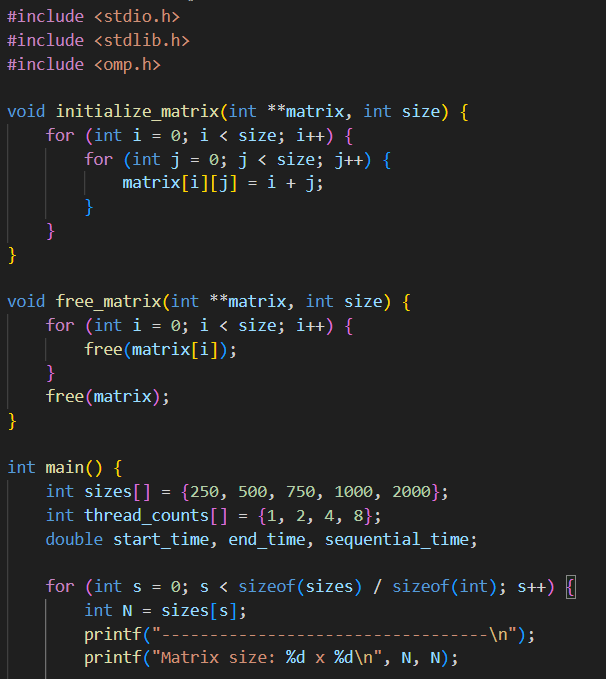 #include <stdio.h>
#include <stdlib.h>
#include <omp.h>

void initialize_matrix(int **matrix, int size) {
    for (int i = 0; i < size; i++) {
        for (int j = 0; j < size; j++) {
            matrix[i][j] = i + j;
        }
    }
}

void free_matrix(int **matrix, int size) {
    for (int i = 0; i < size; i++) {
        free(matrix[i]);
    }
    free(matrix);
}

int main() {
    int sizes[] = {250, 500, 750, 1000, 2000};
    int thread_counts[] = {1, 2, 4, 8};
    double start_time, end_time, sequential_time;

    for (int s = 0; s < sizeof(sizes) / sizeof(int); s++) {
        int N = sizes[s];
        printf("----------------------------------\n");
        printf("Matrix size: %d x %d\n", N, N);